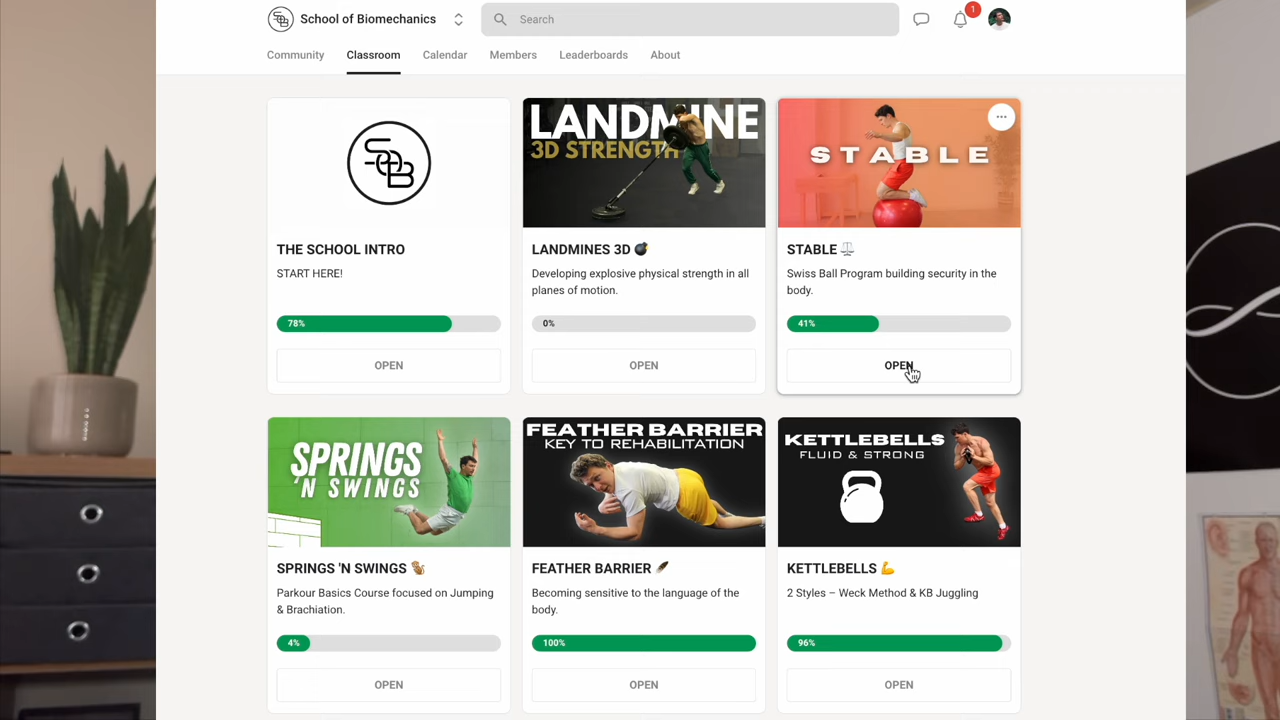 School of Biomechanics
Search
1
Community
Classroom
Calendar
Members
Leaderboards
About
SOB
LANDMINE
3D STRENGTH
STABLE
THE SCHOOL INTRO
START HERE!
78%
OPEN
LANDMINES 3D
Developing explosive physical strength in all
planes of motion.
0%
OPEN
STABLE
Swiss Ball Program building security in the
body.
41%
OPEN
SPRINGS
'N SWINGS
FEATHER BARRIER
KEY TO REHABILITATION
KETTLEBELLS
FLUID & STRONG
SPRINGS 'N SWINGS
Parkour Basics Course focused on Jumping
& Brachiation.
4%
OPEN
FEATHER BARRIER
Becoming sensitive to the language of the
body.
100%
OPEN
KETTLEBELLS
2 Styles – Weck Method & KB Juggling
96%
OPEN